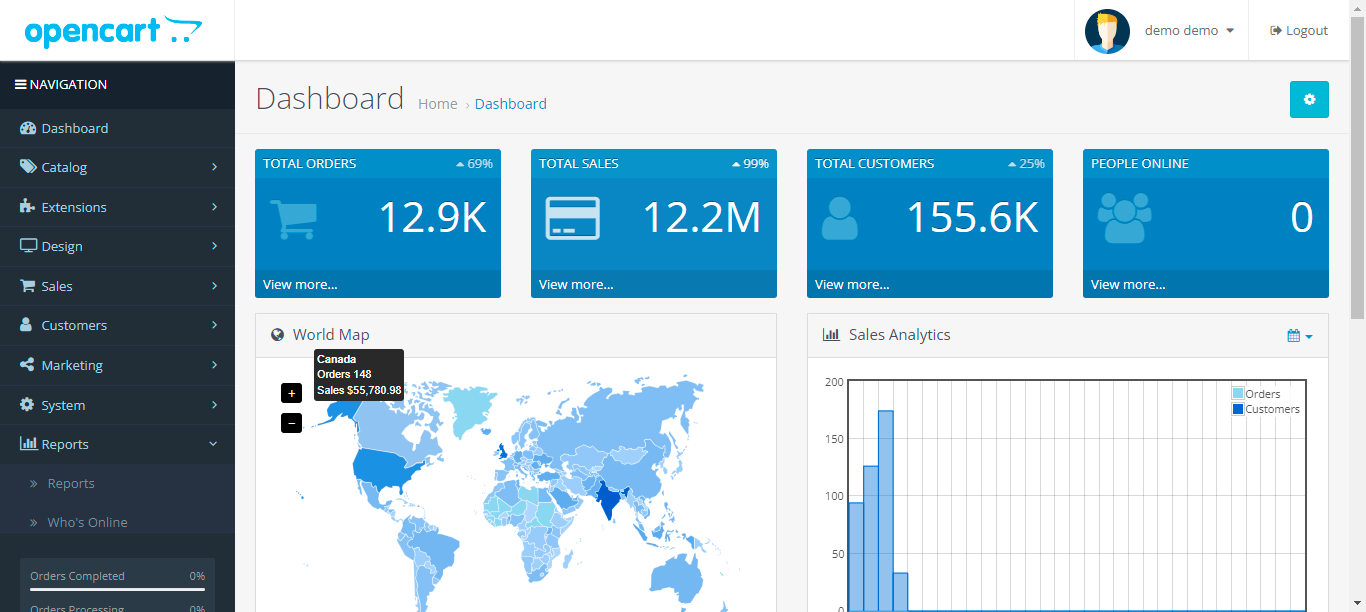 opencart
demo demo
Logout
NAVIGATION
Dashboard
Catalog
Extensions
Design
Sales
Customers
Marketing
System
Reports
» Reports
» Who's Online
Orders Completed 0%
Orders Processing 0%
Dashboard
Home › Dashboard
TOTAL ORDERS 69%
12.9K
View more...
TOTAL SALES 99%
12.2M
View more...
TOTAL CUSTOMERS 25%
155.6K
View more...
PEOPLE ONLINE
0
View more...
World Map
Canada
Orders 148
Sales $55,780.98
+
−
Sales Analytics
200
150
100
50
0
Orders
Customers